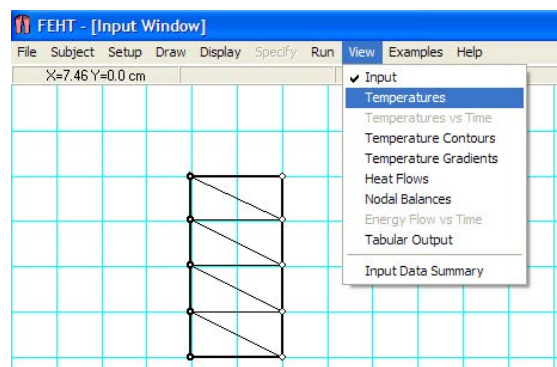 FEHT - [Input Window]
File Subject Setup Draw Display Specify Run View Examples Help
X=7.46 Y=0.0 cm
Input
Temperatures
Temperatures vs Time
Temperature Contours
Temperature Gradients
Heat Flows
Nodal Balances
Energy Flow vs Time
Tabular Output
Input Data Summary